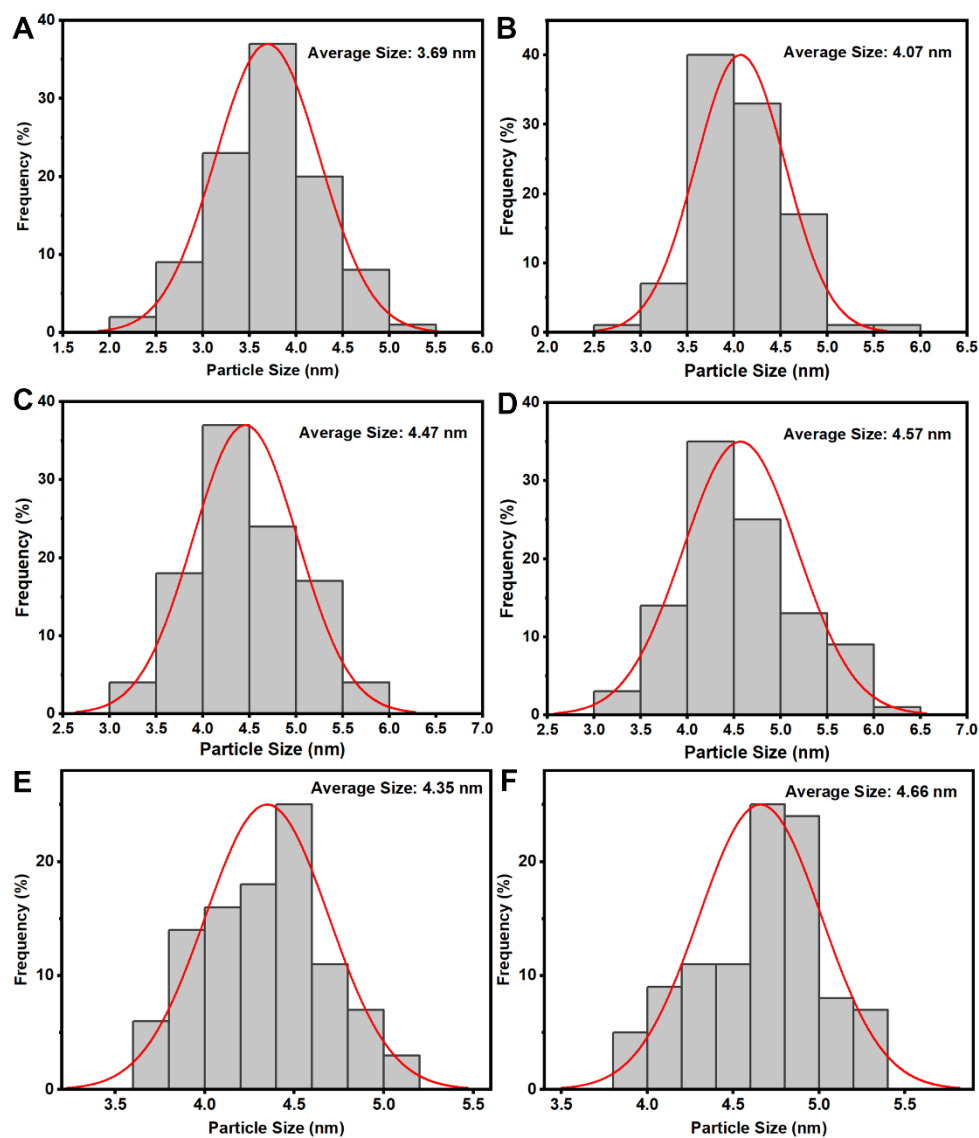 A
Average Size: 3.69 nm
Frequency (%)
40
30
20
10
0
1.5 2.0 2.5 3.0 3.5 4.0 4.5 5.0 5.5 6.0
Particle Size (nm)
B
Average Size: 4.07 nm
Frequency (%)
40
30
20
10
0
2.0 2.5 3.0 3.5 4.0 4.5 5.0 5.5 6.0 6.5
Particle Size (nm)
C
Average Size: 4.47 nm
Frequency (%)
40
30
20
10
0
2.5 3.0 3.5 4.0 4.5 5.0 5.5 6.0 6.5 7.0
Particle Size (nm)
D
Average Size: 4.57 nm
Frequency (%)
40
30
20
10
0
2.5 3.0 3.5 4.0 4.5 5.0 5.5 6.0 6.5 7.0
Particle Size (nm)
E
Average Size: 4.35 nm
Frequency (%)
20
10
0
3.5 4.0 4.5 5.0 5.5
Particle Size (nm)
F
Average Size: 4.66 nm
Frequency (%)
20
10
0
3.5 4.0 4.5 5.0 5.5
Particle Size (nm)